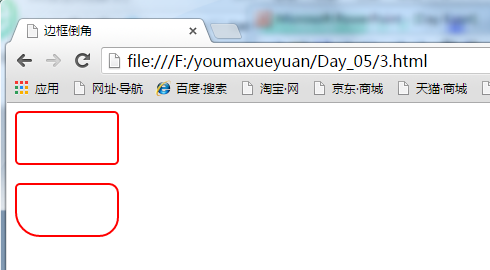 边框倒角
file:///F:/youmaxueyuan/Day_05/3.html
应用 网址·导航 百度·搜索 淘宝·网 京东·商城 天猫·商城